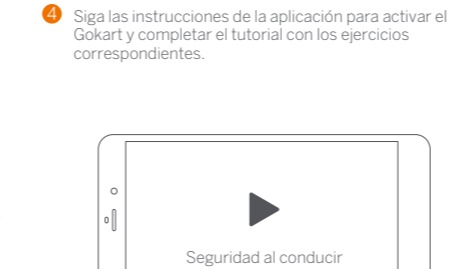 4 Siga las instrucciones de la aplicación para activar el
Gokart y completar el tutorial con los ejercicios
correspondientes.
Seguridad al conducir